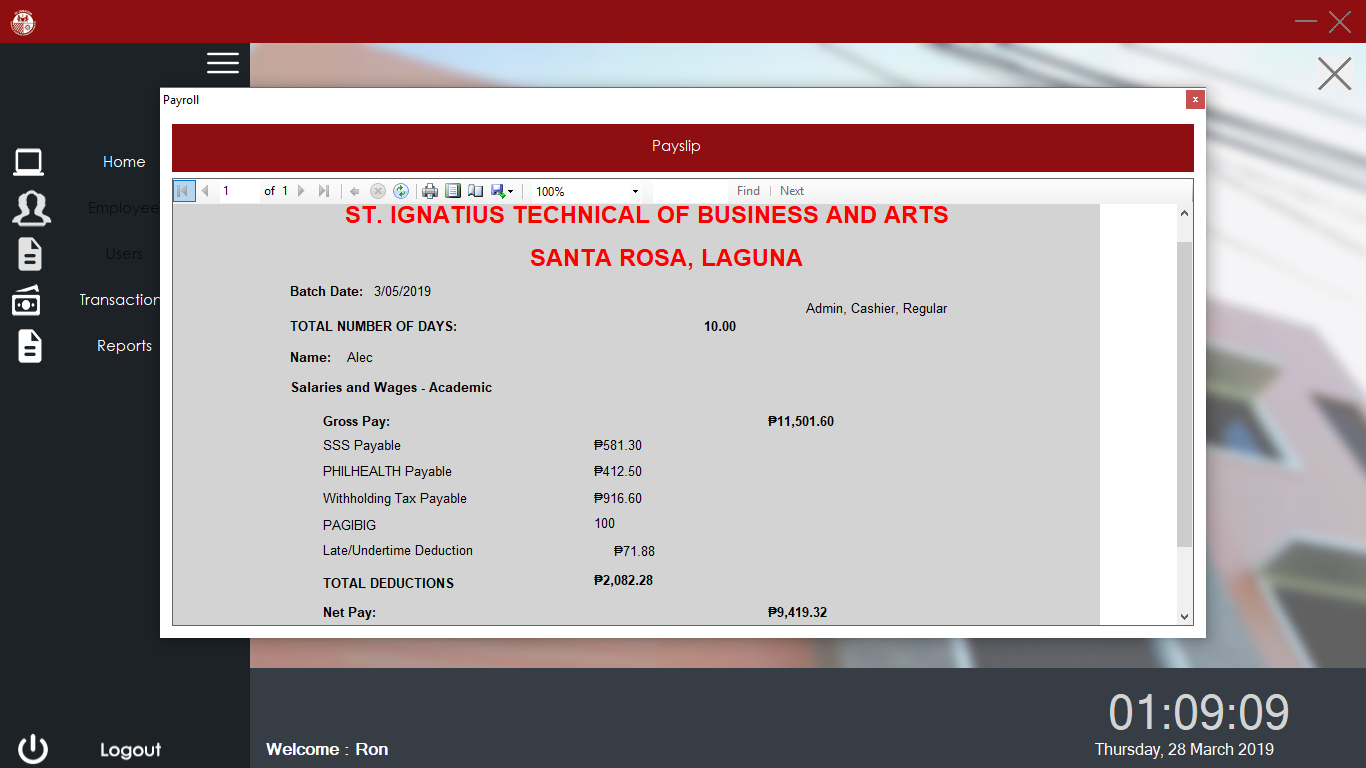 Payroll
x
Payslip
1 of 1 100% Find Next
ST. IGNATIUS TECHNICAL OF BUSINESS AND ARTS
SANTA ROSA, LAGUNA
Batch Date: 3/05/2019
Admin, Cashier, Regular
TOTAL NUMBER OF DAYS: 10.00
Name: Alec
Salaries and Wages - Academic
Gross Pay: ₱11,501.60
SSS Payable ₱581.30
PHILHEALTH Payable ₱412.50
Withholding Tax Payable ₱916.60
PAGIBIG 100
Late/Undertime Deduction ₱71.88
TOTAL DEDUCTIONS ₱2,082.28
Net Pay: ₱9,419.32
Home
Employee
Users
Transaction
Reports
Logout
Welcome : Ron
01:09:09
Thursday, 28 March 2019